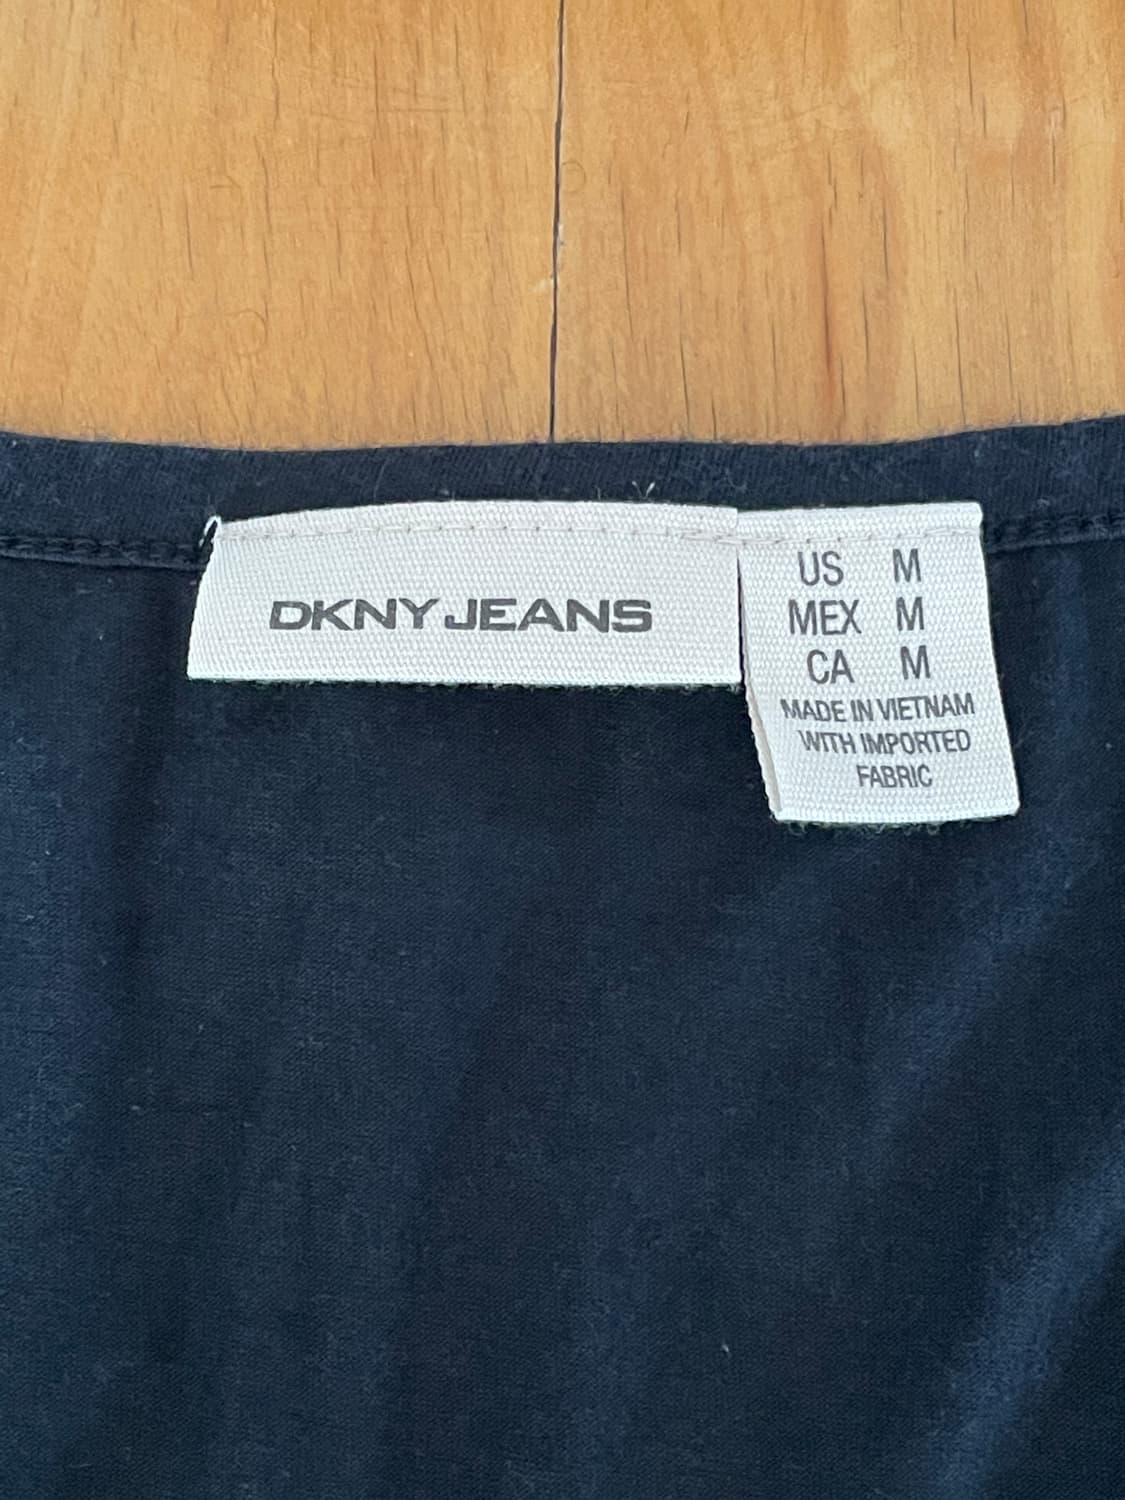 DKNY JEANS
US M
MEX M
CA M
MADE IN VIETNAM
WITH IMPORTED
FABRIC